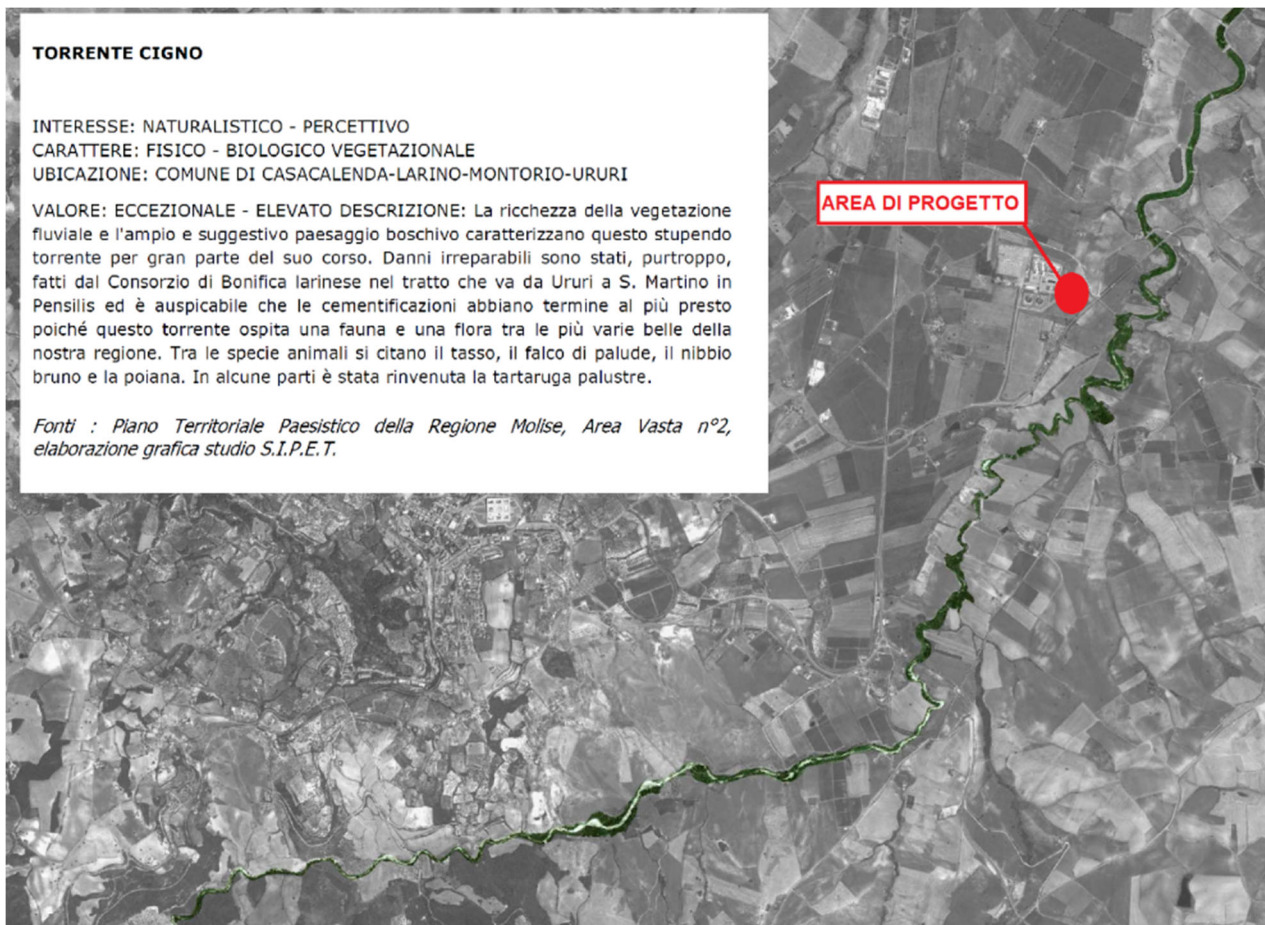 TORRENTE CIGNO
INTERESSE: NATURALISTICO - PERCETTIVO
CARATTERE: FISICO - BIOLOGICO VEGETAZIONALE
UBICAZIONE: COMUNE DI CASACALENDA-LARINO-MONTORIO-URURI
VALORE: ECCEZIONALE - ELEVATO DESCRIZIONE: La ricchezza della vegetazione
fluviale e l'ampio e suggestivo paesaggio boschivo caratterizzano questo stupendo
torrente per gran parte del suo corso. Danni irreparabili sono stati, purtroppo,
fatti dal Consorzio di Bonifica larinese nel tratto che va da Ururi a S. Martino in
Pensilis ed è auspicabile che le cementificazioni abbiano termine al più presto
poiché questo torrente ospita una fauna e una flora tra le più varie belle della
nostra regione. Tra le specie animali si citano il tasso, il falco di palude, il nibbio
bruno e la poiana. In alcune parti è stata rinvenuta la tartaruga palustre.
Fonti : Piano Territoriale Paesistico della Regione Molise, Area Vasta n°2,
elaborazione grafica studio S.I.P.E.T.
AREA DI PROGETTO